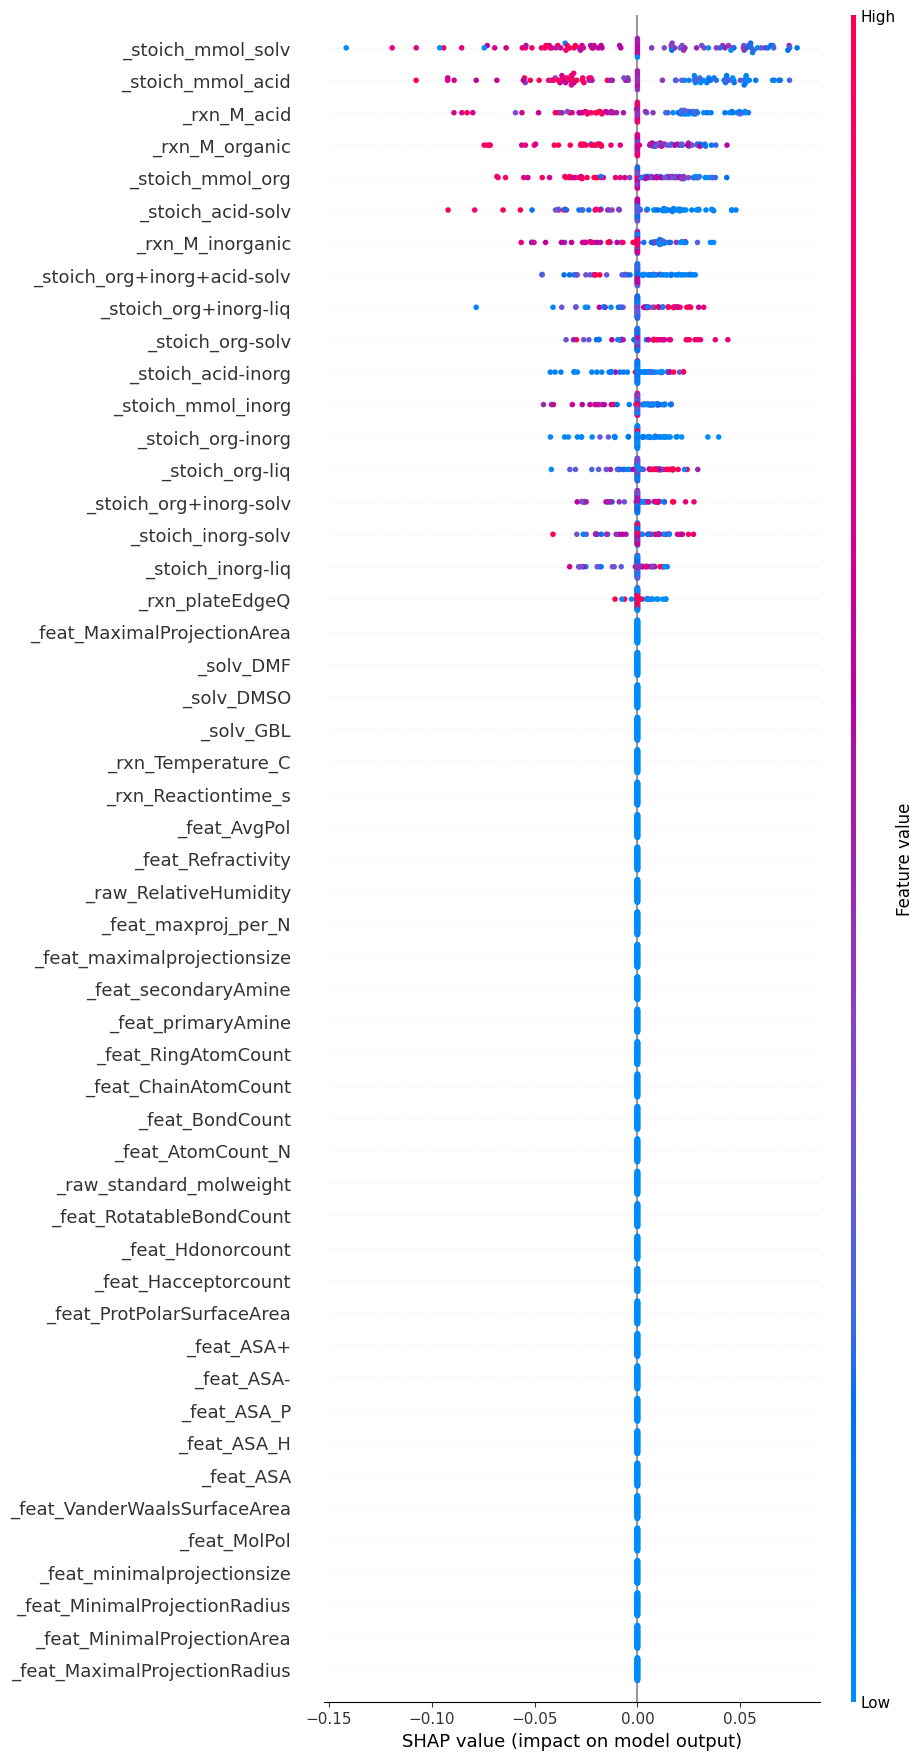 High
_stoich_mmol_solv
_stoich_mmol_acid
_rxn_M_acid
_rxn_M_organic
_stoich_mmol_org
_stoich_acid-solv
_rxn_M_inorganic
_stoich_org+inorg+acid-solv
_stoich_org+inorg-liq
_stoich_org-solv
_stoich_acid-inorg
_stoich_mmol_inorg
_stoich_org-inorg
_stoich_org-liq
_stoich_org+inorg-solv
_stoich_inorg-solv
_stoich_inorg-liq
_rxn_plateEdgeQ
_feat_MaximalProjectionArea
_solv_DMF
_solv_DMSO
_solv_GBL
_rxn_Temperature_C
_rxn_Reactiontime_s
_feat_AvgPol
_feat_Refractivity
_raw_RelativeHumidity
_feat_maxproj_per_N
_feat_maximalprojectionsize
_feat_secondaryAmine
_feat_primaryAmine
_feat_RingAtomCount
_feat_ChainAtomCount
_feat_BondCount
_feat_AtomCount_N
_raw_standard_molweight
_feat_RotatableBondCount
_feat_Hdonorcount
_feat_Hacceptorcount
_feat_ProtPolarSurfaceArea
_feat_ASA+
_feat_ASA-
_feat_ASA_P
_feat_ASA_H
_feat_ASA
_feat_VanderWaalsSurfaceArea
_feat_MolPol
_feat_minimalprojectionsize
_feat_MinimalProjectionRadius
_feat_MinimalProjectionArea
_feat_MaximalProjectionRadius
Feature value
Low
−0.15 −0.10 −0.05 0.00 0.05
SHAP value (impact on model output)